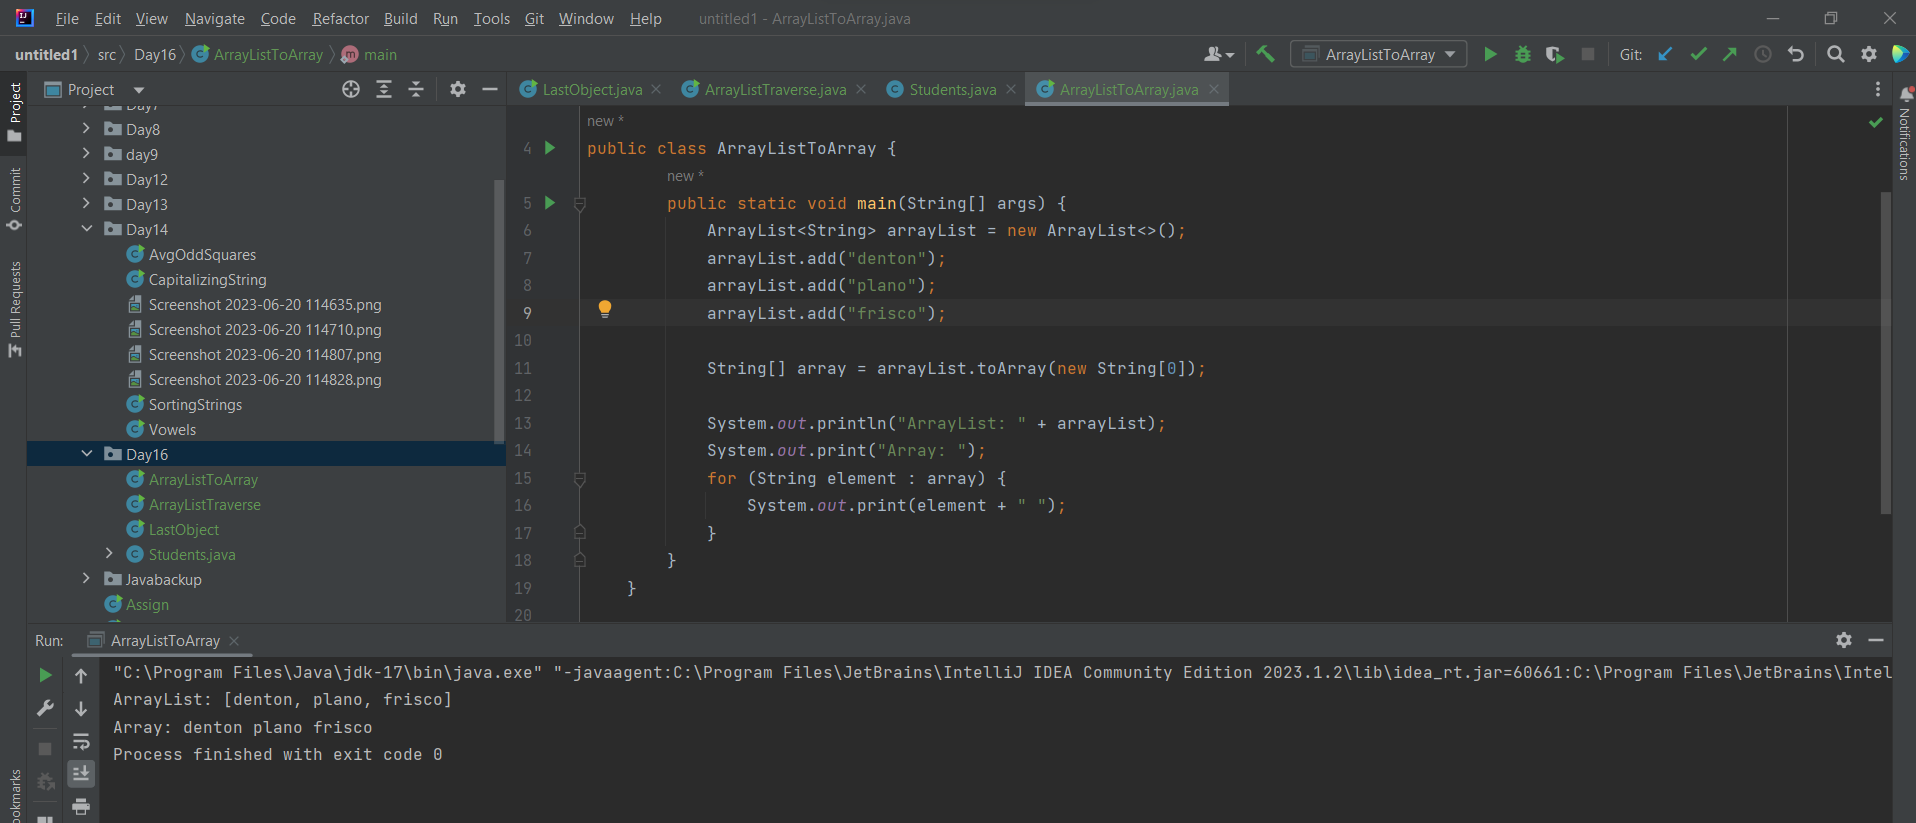 File Edit View Navigate Code Refactor Build Run Tools Git Window Help untitled1 - ArrayListToArray.java
untitled1 src Day16 ArrayListToArray m main
ArrayListToArray Git:
Project
LastObject.java ArrayListTraverse.java Students.java ArrayListToArray.java
Project
Commit
Pull Requests
Notifications
Day7
Day8
day9
Day12
Day13
Day14
AvgOddSquares
CapitalizingString
Screenshot 2023-06-20 114635.png
Screenshot 2023-06-20 114710.png
Screenshot 2023-06-20 114807.png
Screenshot 2023-06-20 114828.png
SortingStrings
Vowels
Day16
ArrayListToArray
ArrayListTraverse
LastObject
Students.java
Javabackup
Assign
new *
4 public class ArrayListToArray {
new *
5 public static void main(String[] args) {
6 ArrayList<String> arrayList = new ArrayList<>();
7 arrayList.add("denton");
8 arrayList.add("plano");
9 arrayList.add("frisco");
10
11 String[] array = arrayList.toArray(new String[0]);
12
13 System.out.println("ArrayList: " + arrayList);
14 System.out.print("Array: ");
15 for (String element : array) {
16 System.out.print(element + " ");
17 }
18 }
19 }
20
Run: ArrayListToArray
"C:\Program Files\Java\jdk-17\bin\java.exe" "-javaagent:C:\Program Files\JetBrains\IntelliJ IDEA Community Edition 2023.1.2\lib\idea_rt.jar=60661:C:\Program Files\JetBrains\Intel
ArrayList: [denton, plano, frisco]
Array: denton plano frisco
Process finished with exit code 0
ookmarks